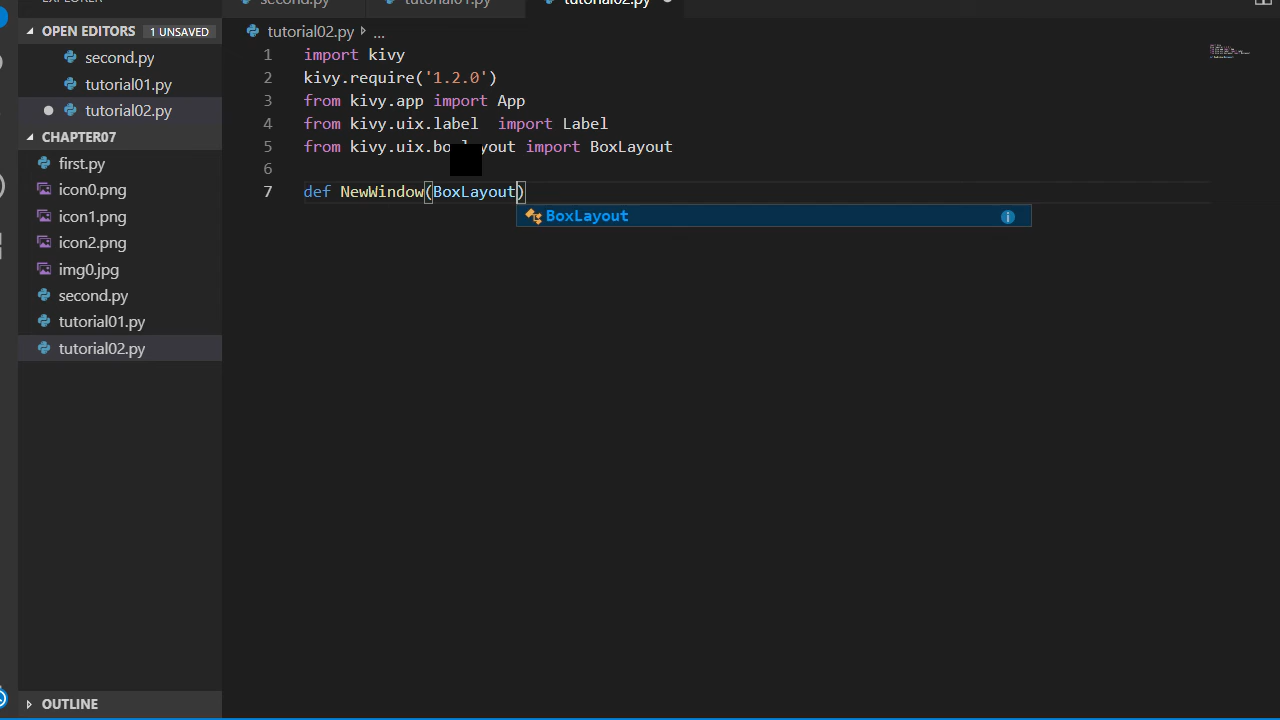 EXPLORER
OPEN EDITORS 1 UNSAVED
second.py
tutorial01.py
tutorial02.py
CHAPTER07
first.py
icon0.png
icon1.png
icon2.png
img0.jpg
second.py
tutorial01.py
tutorial02.py
OUTLINE
second.py tutorial01.py tutorial02.py
tutorial02.py ...
1 import kivy
2 kivy.require('1.2.0')
3 from kivy.app import App
4 from kivy.uix.label  import Label
5 from kivy.uix.boxlayout import BoxLayout
6
7 def NewWindow(BoxLayout)
BoxLayout